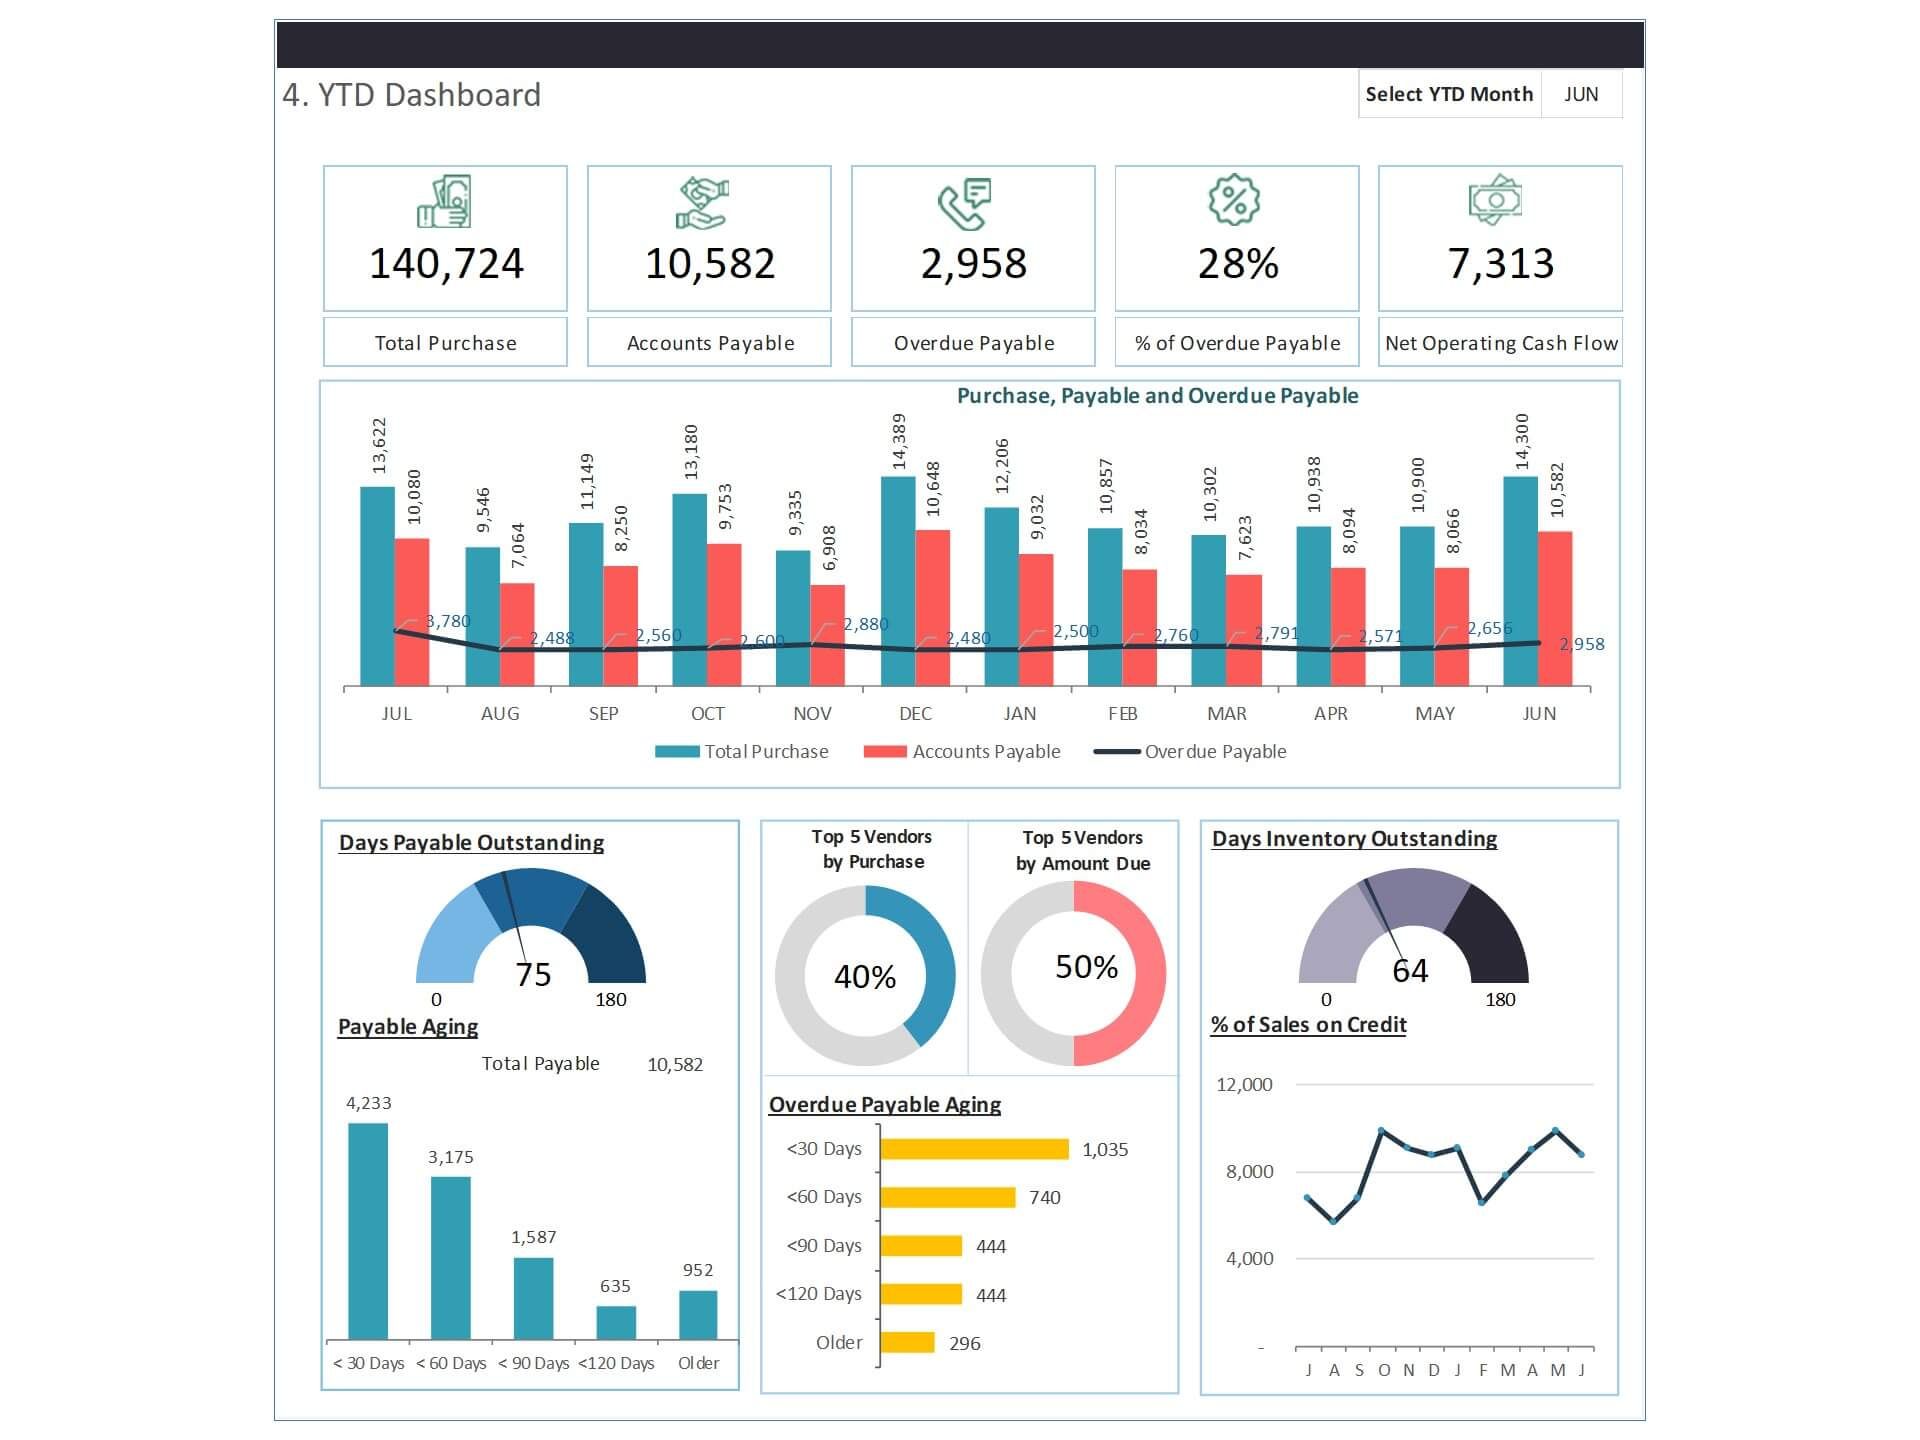 4. YTD Dashboard
Select YTD Month JUN
140,724 10,582 2,958 28% 7,313
Total Purchase Accounts Payable Overdue Payable % of Overdue Payable Net Operating Cash Flow
Purchase, Payable and Overdue Payable
13,622 10,080 9,546 7,064 11,149 8,250 13,180 9,753 9,335 6,908 14,389 10,648 12,206 9,032 10,857 8,034 10,302 7,623 10,938 8,094 10,900 8,066 14,300 10,582
3,780 2,488 2,560 2,600 2,880 2,480 2,500 2,760 2,791 2,571 2,656 2,958
JUL AUG SEP OCT NOV DEC JAN FEB MAR APR MAY JUN
Total Purchase Accounts Payable Overdue Payable
Days Payable Outstanding
75
0 180
Payable Aging
Total Payable 10,582
4,233 3,175 1,587 635 952
< 30 Days < 60 Days < 90 Days <120 Days Older
Top 5 Vendors
by Purchase
40%
Top 5 Vendors
by Amount Due
50%
Overdue Payable Aging
<30 Days 1,035
<60 Days 740
<90 Days 444
<120 Days 444
Older 296
Days Inventory Outstanding
64
0 180
% of Sales on Credit
12,000
8,000
4,000
-
J A S O N D J F M A M J